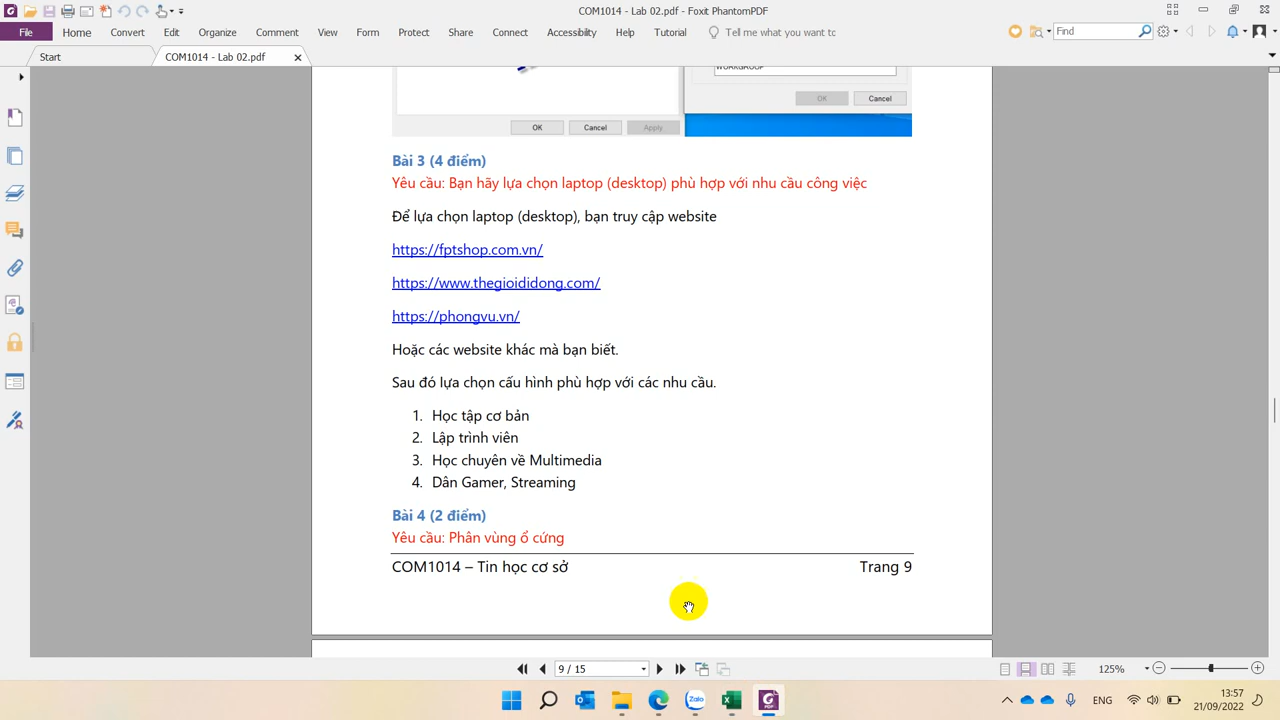 COM1014 - Lab 02.pdf - Foxit PhantomPDF
File Home Convert Edit Organize Comment View Form Protect Share Connect Accessibility Help Tutorial Tell me what you want to Find
Start COM1014 - Lab 02.pdf
WORKGROUP
OK Cancel
OK Cancel Apply
Bài 3 (4 điểm)
Yêu cầu: Bạn hãy lựa chọn laptop (desktop) phù hợp với nhu cầu công việc
Để lựa chọn laptop (desktop), bạn truy cập website
https://fptshop.com.vn/
https://www.thegioididong.com/
https://phongvu.vn/
Hoặc các website khác mà bạn biết.
Sau đó lựa chọn cấu hình phù hợp với các nhu cầu.
1. Học tập cơ bản
2. Lập trình viên
3. Học chuyên về Multimedia
4. Dân Gamer, Streaming
Bài 4 (2 điểm)
Yêu cầu: Phân vùng ổ cứng
COM1014 – Tin học cơ sở Trang 9
9 / 15 125%
Zalo PDF ENG 13:57
21/09/2022